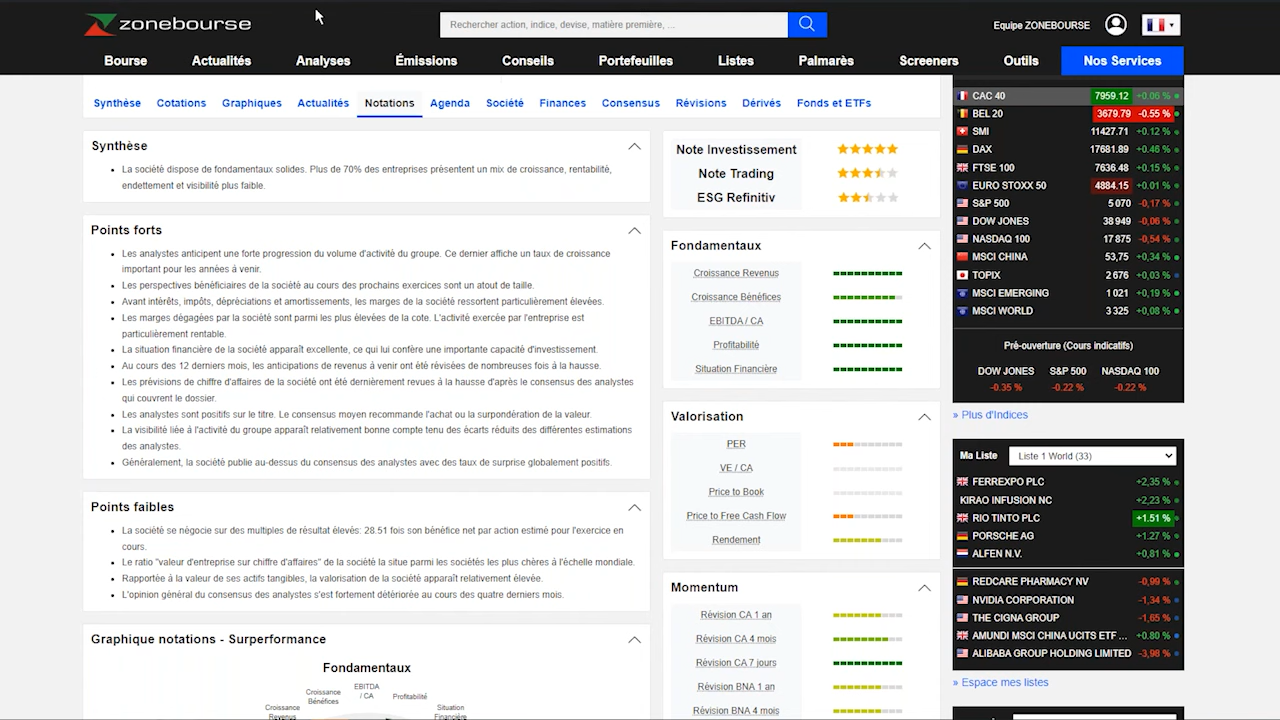 zonebourse
Rechercher action, indice, devise, matière première, ...
Equipe ZONEBOURSE
Bourse Actualités Analyses Émissions Conseils Portefeuilles Listes Palmarès Screeners Outils Nos Services
Synthèse Cotations Graphiques Actualités Notations Agenda Société Finances Consensus Révisions Dérivés Fonds et ETFs
Synthèse
La société dispose de fondamentaux solides. Plus de 70% des entreprises présentent un mix de croissance, rentabilité,
endettement et visibilité plus faible.
Points forts
Les analystes anticipent une forte progression du volume d'activité du groupe. Ce dernier affiche un taux de croissance
important pour les années à venir.
Les perspectives bénéficiaires de la société au cours des prochains exercices sont un atout de taille.
Avant intérêts, impôts, dépréciations et amortissements, les marges de la société ressortent particulièrement élevées.
Les marges dégagées par la société sont parmi les plus élevées de la cote. L'activité exercée par l'entreprise est
particulièrement rentable.
La situation financière de la société apparaît excellente, ce qui lui confère une importante capacité d'investissement.
Au cours des 12 derniers mois, les anticipations de revenus à venir ont été révisées de nombreuses fois à la hausse.
Les prévisions de chiffre d'affaires de la société ont été dernièrement revues à la hausse d'après le consensus des analystes
qui couvrent le dossier.
Les analystes sont positifs sur le titre. Le consensus moyen recommande l'achat ou la surpondération de la valeur.
La visibilité liée à l'activité du groupe apparaît relativement bonne compte tenu des écarts réduits des différentes estimations
des analystes.
Généralement, la société publie au-dessus du consensus des analystes avec des taux de surprise globalement positifs.
Points faibles
La société se négocie sur des multiples de résultat élevés: 28.51 fois son bénéfice net par action estimé pour l'exercice en
cours.
Le ratio "valeur d'entreprise sur chiffre d'affaires" de la société la situe parmi les sociétés les plus chères à l'échelle mondiale.
Rapportée à la valeur de ses actifs tangibles, la valorisation de la société apparaît relativement élevée.
L'opinion général du consensus des analystes s'est fortement détériorée au cours des quatre derniers mois.
Graphique notations - Surperformance
Fondamentaux
Croissance Revenus
Croissance Bénéfices
EBITDA / CA
Profitabilité
Situation Financière
Note Investissement
Note Trading
ESG Refinitiv
Fondamentaux
Croissance Revenus
Croissance Bénéfices
EBITDA / CA
Profitabilité
Situation Financière
Valorisation
PER
VE / CA
Price to Book
Price to Free Cash Flow
Rendement
Momentum
Révision CA 1 an
Révision CA 4 mois
Révision CA 7 jours
Révision BNA 1 an
Révision BNA 4 mois
CAC 40 7959.12 +0.06 %
BEL 20 3679.79 -0.55 %
SMI 11427.71 +0.12 %
DAX 17681.89 +0.46 %
FTSE 100 7636.48 +0.15 %
EURO STOXX 50 4884.15 +0.01 %
S&P 500 5 070 -0,17 %
DOW JONES 38 949 -0,06 %
NASDAQ 100 17 875 -0,54 %
MSCI CHINA 53,75 +0,34 %
TOPIX 2 676 +0,03 %
MSCI EMERGING 1 021 +0,19 %
MSCI WORLD 3 325 +0,08 %
Pré-ouverture (Cours indicatifs)
DOW JONES S&P 500 NASDAQ 100
-0.35 % -0.22 % -0.22 %
» Plus d'Indices
Ma Liste Liste 1 World (33)
FERREXPO PLC +2,35 %
KIRAO INFUSION NC +2,23 %
RIO TINTO PLC +1.51 %
PORSCHE AG +1.27 %
ALFEN N.V. +0,81 %
REDCARE PHARMACY NV -0,99 %
NVIDIA CORPORATION -1,34 %
THE CIGNA GROUP -1,65 %
AMUNDI MSCI CHINA UCITS ETF ... +0.80 %
ALIBABA GROUP HOLDING LIMITED -3,98 %
» Espace mes listes